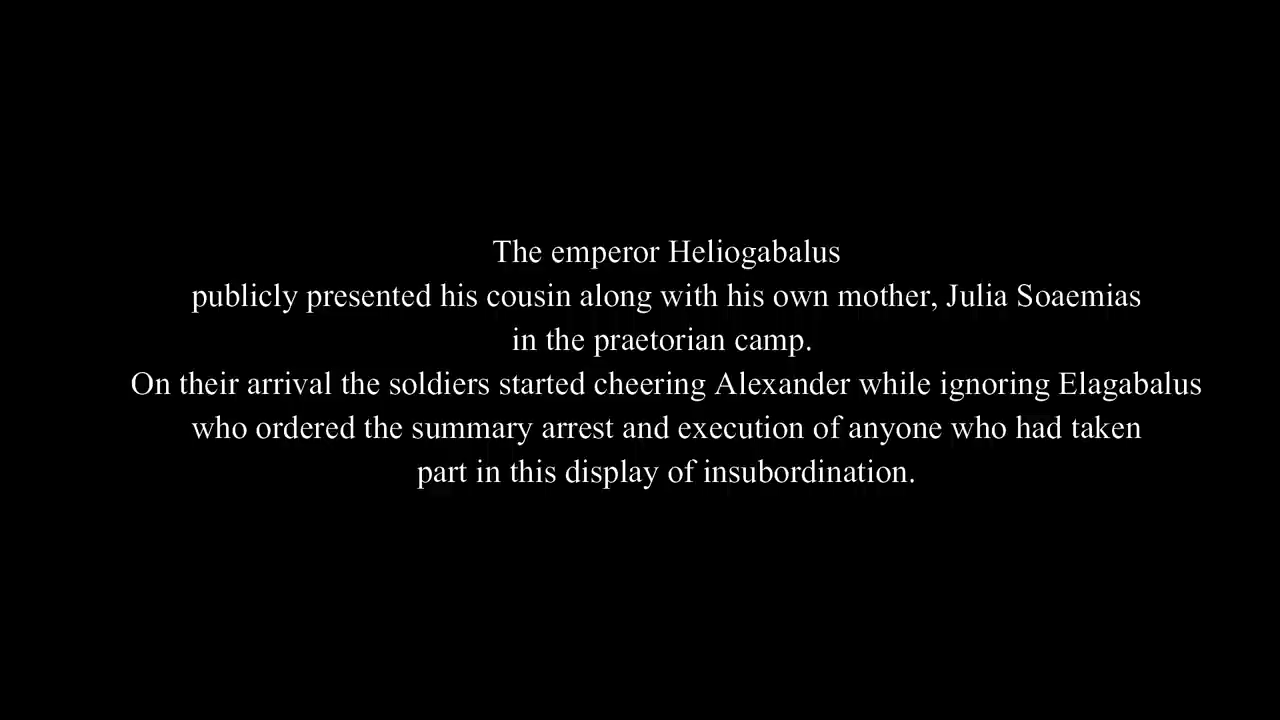 The emperor Heliogabalus
publicly presented his cousin along with his own mother, Julia Soaemias
in the praetorian camp.
On their arrival the soldiers started cheering Alexander while ignoring Elagabalus
who ordered the summary arrest and execution of anyone who had taken
part in this display of insubordination.